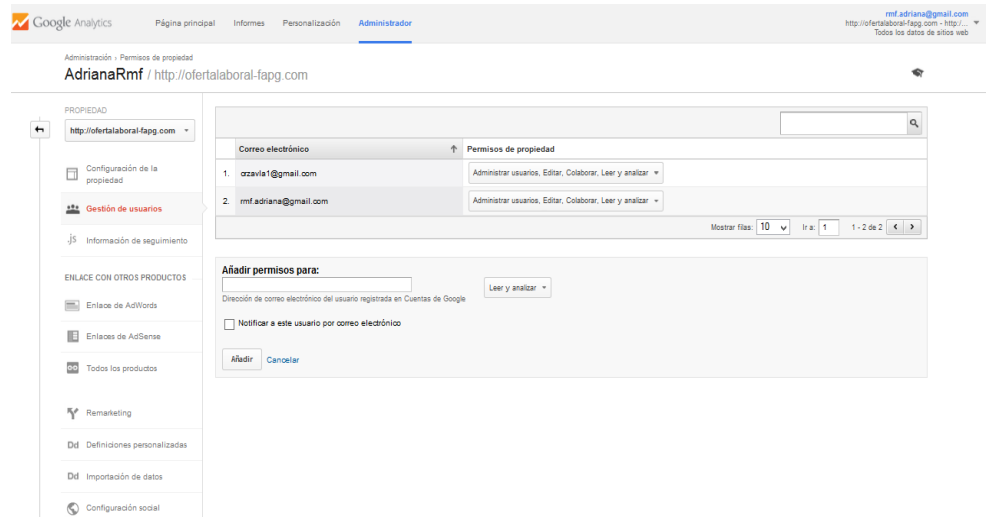 Google Analytics
Página principal
Informes
Personalización
Administrador
rmf.adriana@gmail.com
http://ofertalaboral-fapg.com - http:/...
Todos los datos de sitios web
Administración › Permisos de propiedad
AdrianaRmf / http://ofertalaboral-fapg.com
PROPIEDAD
http://ofertalaboral-fapg.com
Configuración de la
propiedad
Gestión de usuarios
.js Información de seguimiento
ENLACE CON OTROS PRODUCTOS
Enlace de AdWords
Enlaces de AdSense
Todos los productos
Remarketing
Dd Definiciones personalizadas
Dd Importación de datos
Configuración social
Correo electrónico Permisos de propiedad
1. crzavla1@gmail.com Administrar usuarios, Editar, Colaborar, Leer y analizar
2. rmf.adriana@gmail.com Administrar usuarios, Editar, Colaborar, Leer y analizar
Mostrar filas: 10 Ir a: 1 1 - 2 de 2
Añadir permisos para:
Leer y analizar
Dirección de correo electrónico del usuario registrada en Cuentas de Google
Notificar a este usuario por correo electrónico
Añadir Cancelar